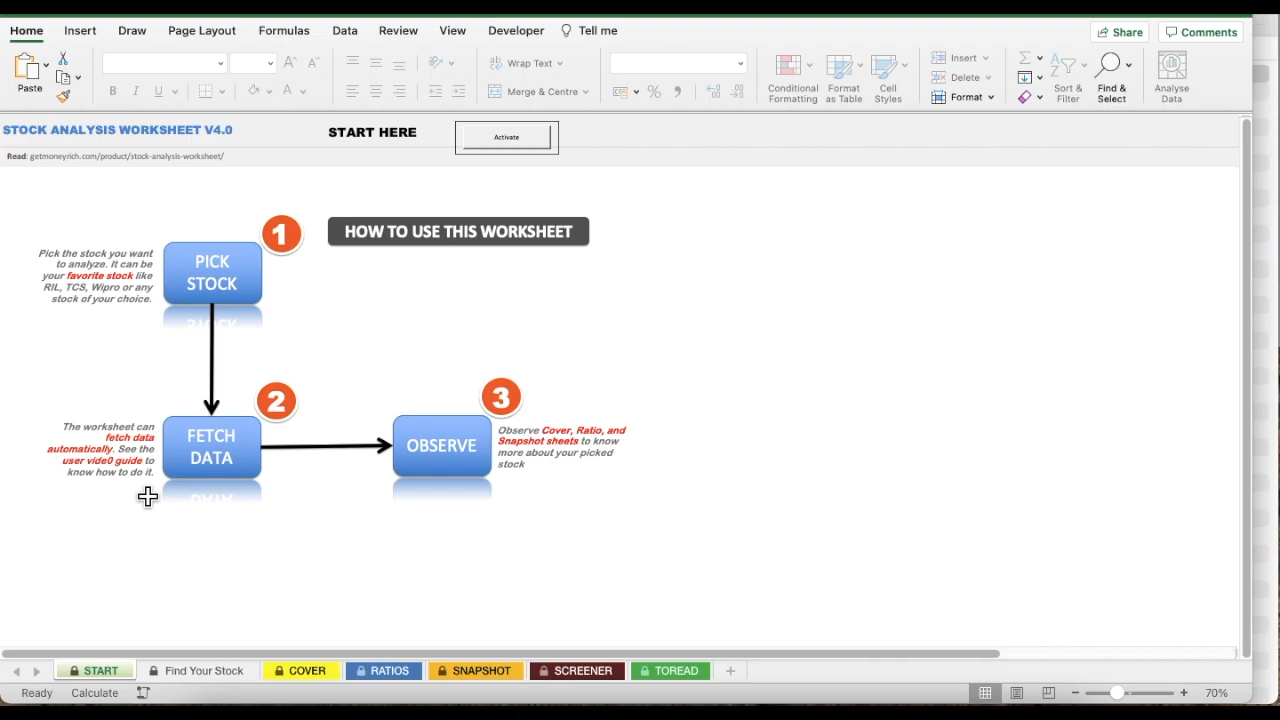 Home Insert Draw Page Layout Formulas Data Review View Developer Tell me Share Comments
Paste
B I U A
A A
ab Wrap Text
Merge & Centre
%
Conditional Formatting
Format as Table
Cell Styles
Insert
Delete
Format
Sort & Filter
Find & Select
Analyse Data
STOCK ANALYSIS WORKSHEET V4.0
START HERE
Activate
Read: getmoneyrich.com/product/stock-analysis-worksheet/
HOW TO USE THIS WORKSHEET
1
PICK
STOCK
Pick the stock you want
to analyze. It can be
your favorite stock like
RIL, TCS, Wipro or any
stock of your choice.
2
FETCH
DATA
The worksheet can
fetch data
automatically. See the
user vide0 guide to
know how to do it.
3
OBSERVE
Observe Cover, Ratio, and
Snapshot sheets to know
more about your picked
stock
START Find Your Stock COVER RATIOS SNAPSHOT SCREENER TOREAD
Ready Calculate 70%